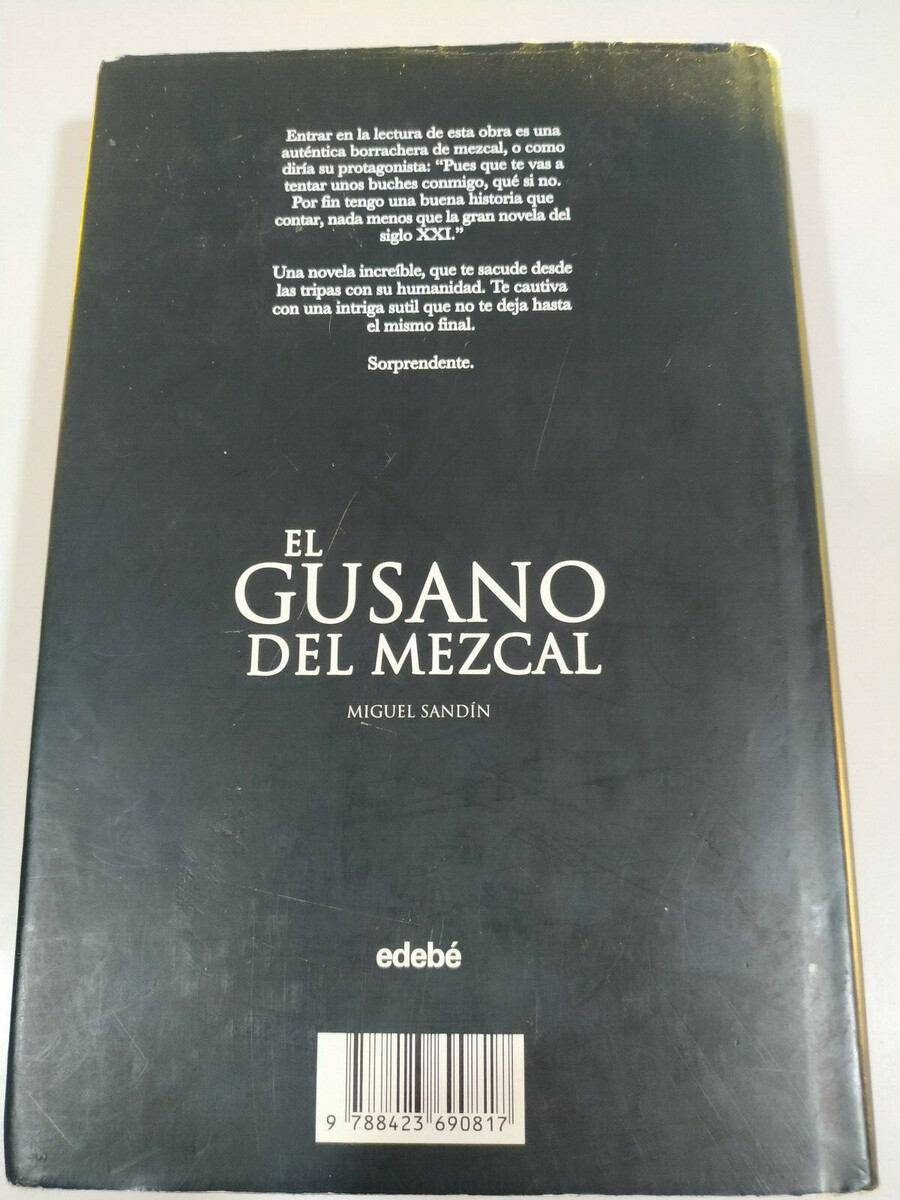 Entrar en la lectura de esta obra es una
auténtica borrachera de mezcal, o como
diría su protagonista: “Pues que te vas a
tentar unos buches conmigo, qué si no.
Por fin tengo una buena historia que
contar, nada menos que la gran novela del
siglo XXI.”
Una novela increíble, que te sacude desde
las tripas con su humanidad. Te cautiva
con una intriga sutil que no te deja hasta
el mismo final.
Sorprendente.
EL
GUSANO
DEL MEZCAL
MIGUEL SANDÍN
edebé
9 788423 690817